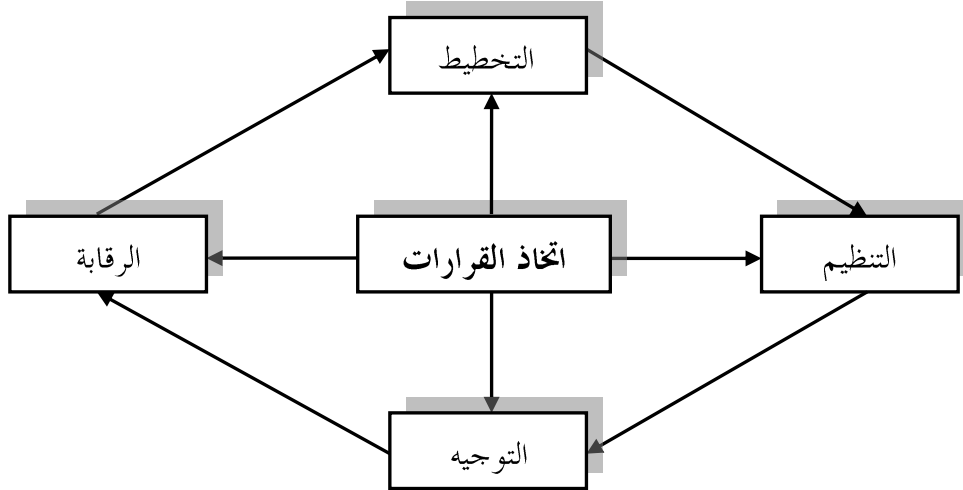 التخطيط
الرقابة
اتخاذ القرارات
التنظيم
التوجيه